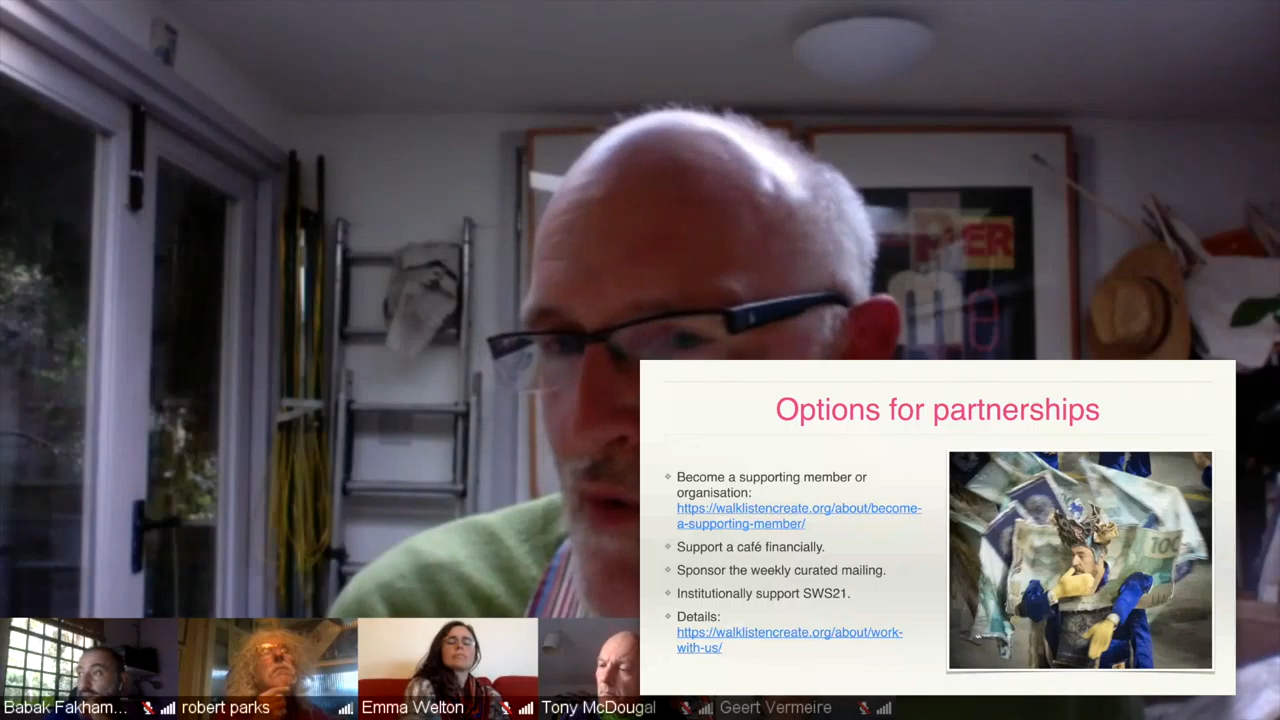 Options for partnerships
❖ Become a supporting member or
organisation:
https://walklistencreate.org/about/become-
a-supporting-member/
❖ Support a café financially.
❖ Sponsor the weekly curated mailing.
❖ Institutionally support SWS21.
❖ Details:
https://walklistencreate.org/about/work-
with-us/
100
me
Babak Fakham...
robert parks
Emma Welton
Tony McDougal
Geert Vermeire